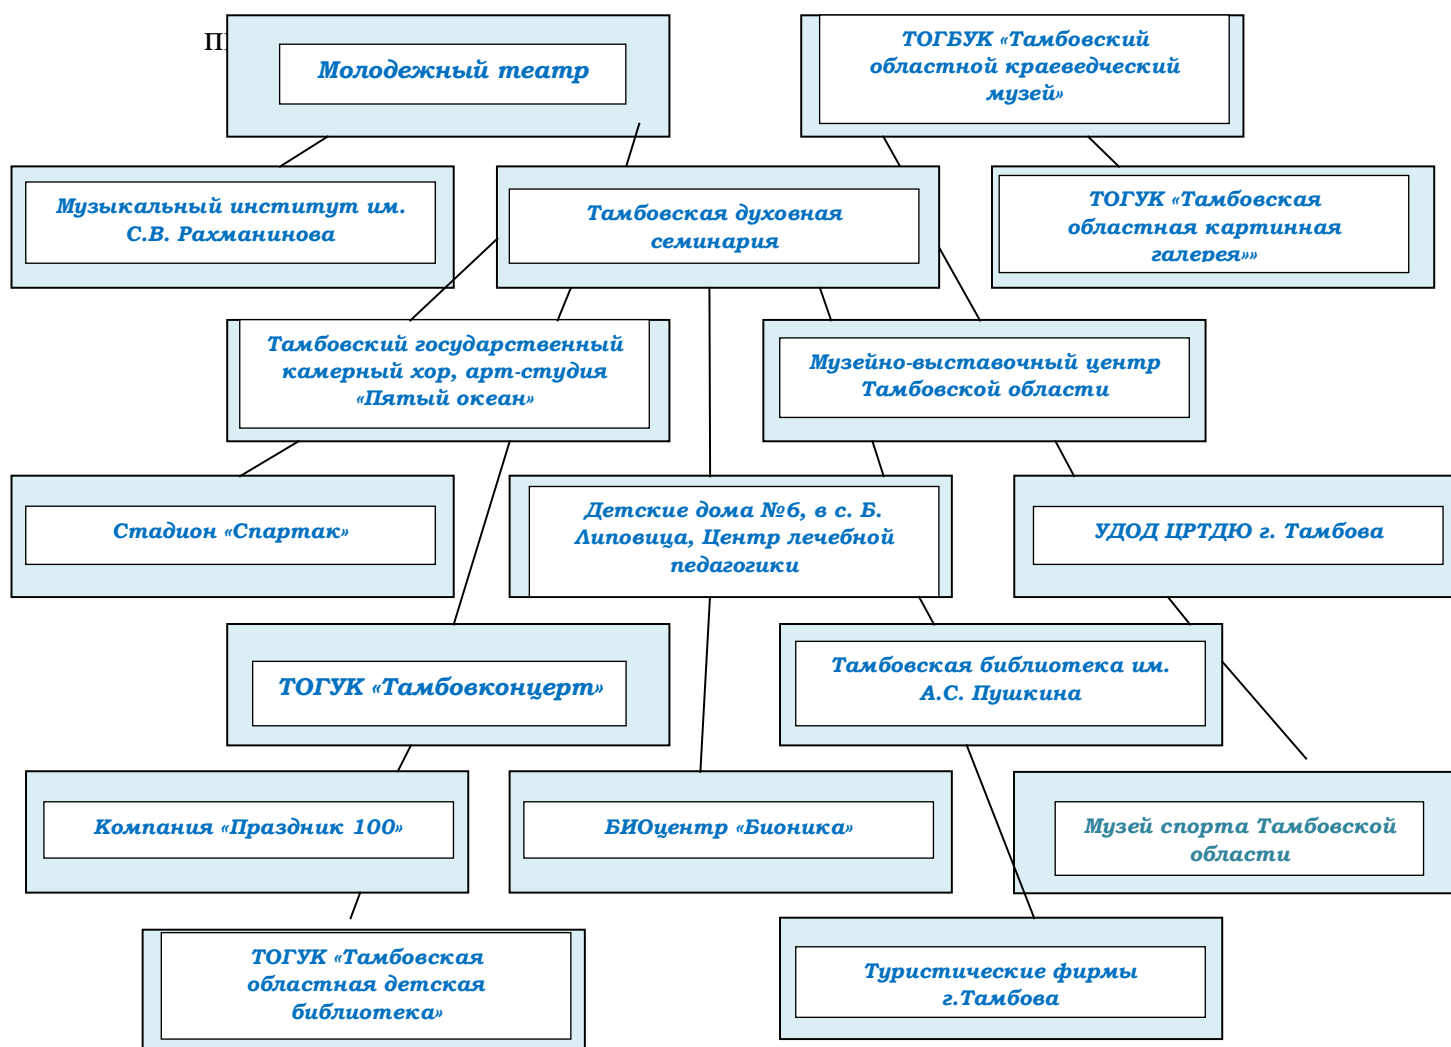 Молодежный театр
ТОГБУК «Тамбовский
областной краеведческий
музей»
Музыкальный институт им.
С.В. Рахманинова
Тамбовская духовная
семинария
ТОГУК «Тамбовская
областная картинная
галерея»»
Тамбовский государственный
камерный хор, арт-студия
«Пятый океан»
Музейно-выставочный центр
Тамбовской области
Стадион «Спартак»
Детские дома №6, в с. Б.
Липовица, Центр лечебной
педагогики
УДОД ЦРТДЮ г. Тамбова
ТОГУК «Тамбовконцерт»
Тамбовская библиотека им.
А.С. Пушкина
Компания «Праздник 100»
БИОцентр «Бионика»
Музей спорта Тамбовской
области
ТОГУК «Тамбовская
областная детская
библиотека»
Туристические фирмы
г.Тамбова